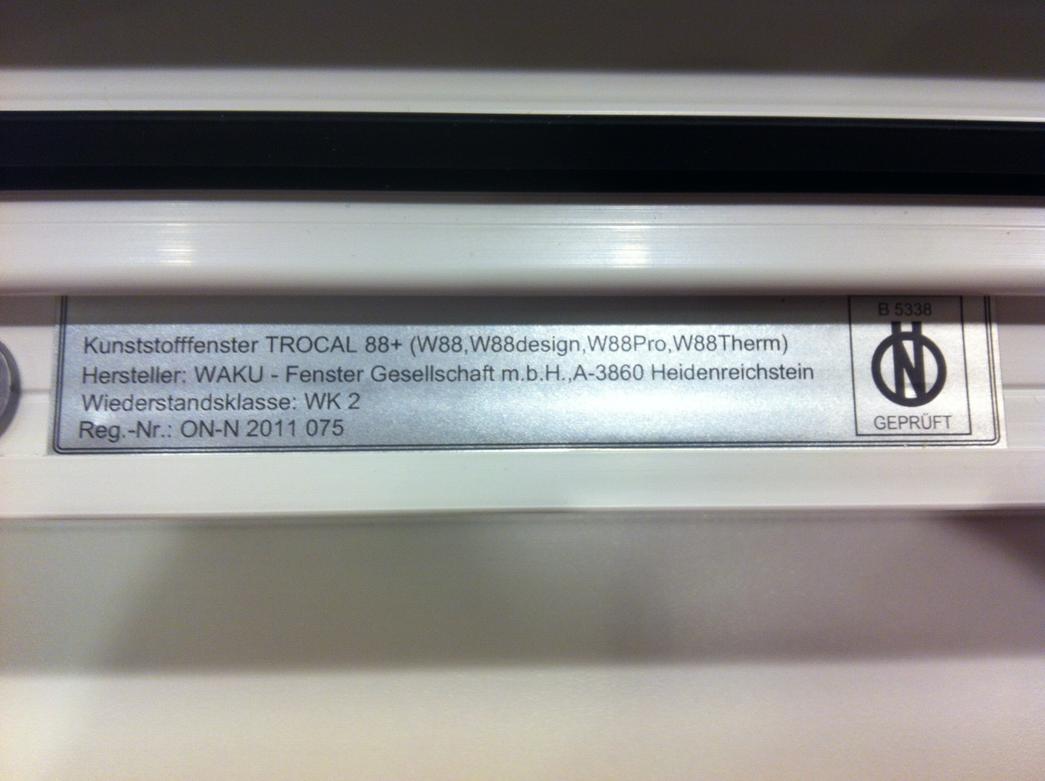 Kunststofffenster TROCAL 88+ (W88,W88design,W88Pro,W88Therm)
Hersteller: WAKU - Fenster Gesellschaft m.b.H.,A-3860 Heidenreichstein
Wiederstandsklasse: WK 2
Reg.-Nr.: ON-N 2011 075
B 5338
N
GEPRÜFT